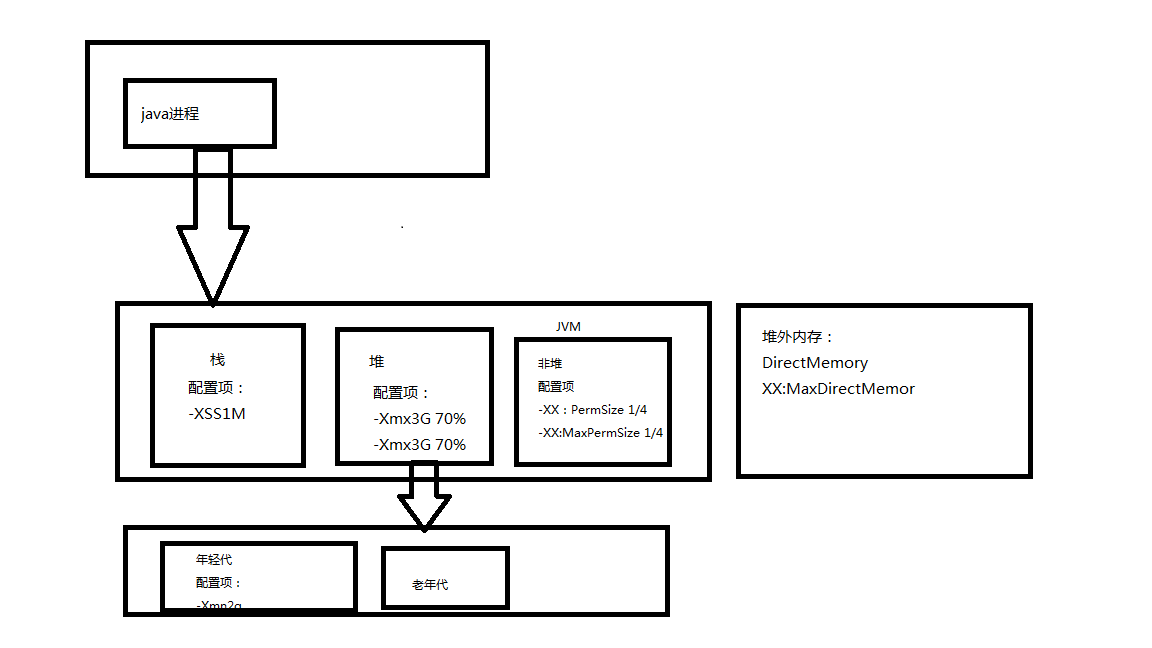 java进程
JVM
栈
配置项：
-XSS1M
堆
配置项：
-Xmx3G 70%
-Xmx3G 70%
非堆
配置项
-XX：PermSize 1/4
-XX:MaxPermSize 1/4
堆外内存：
DirectMemory
XX:MaxDirectMemor
年轻代
配置项：
-Xmn2g
老年代